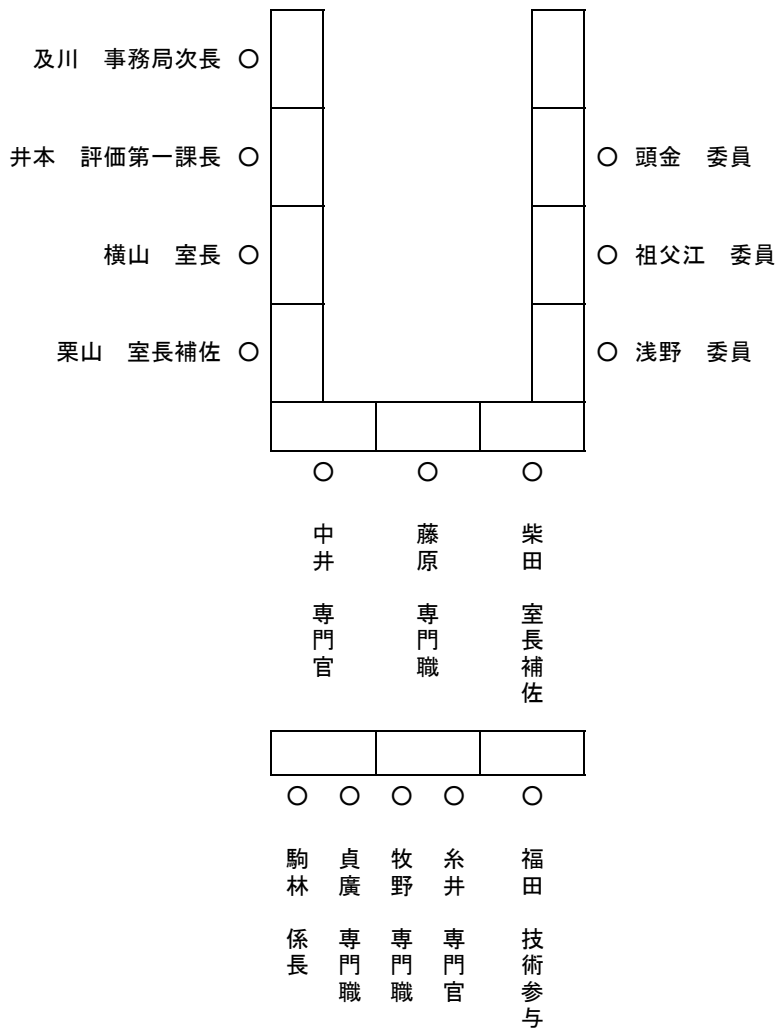 及川　事務局次長 ○
井本　評価第一課長 ○
○ 頭金　委員
横山　室長 ○
○ 祖父江　委員
栗山　室長補佐 ○
○ 浅野　委員
○ ○ ○
中井　専門官
藤原　専門職
柴田　室長補佐
○ ○ ○ ○ ○
駒林　係長
貞廣　専門職
牧野　専門職
糸井　専門官
福田　技術参与